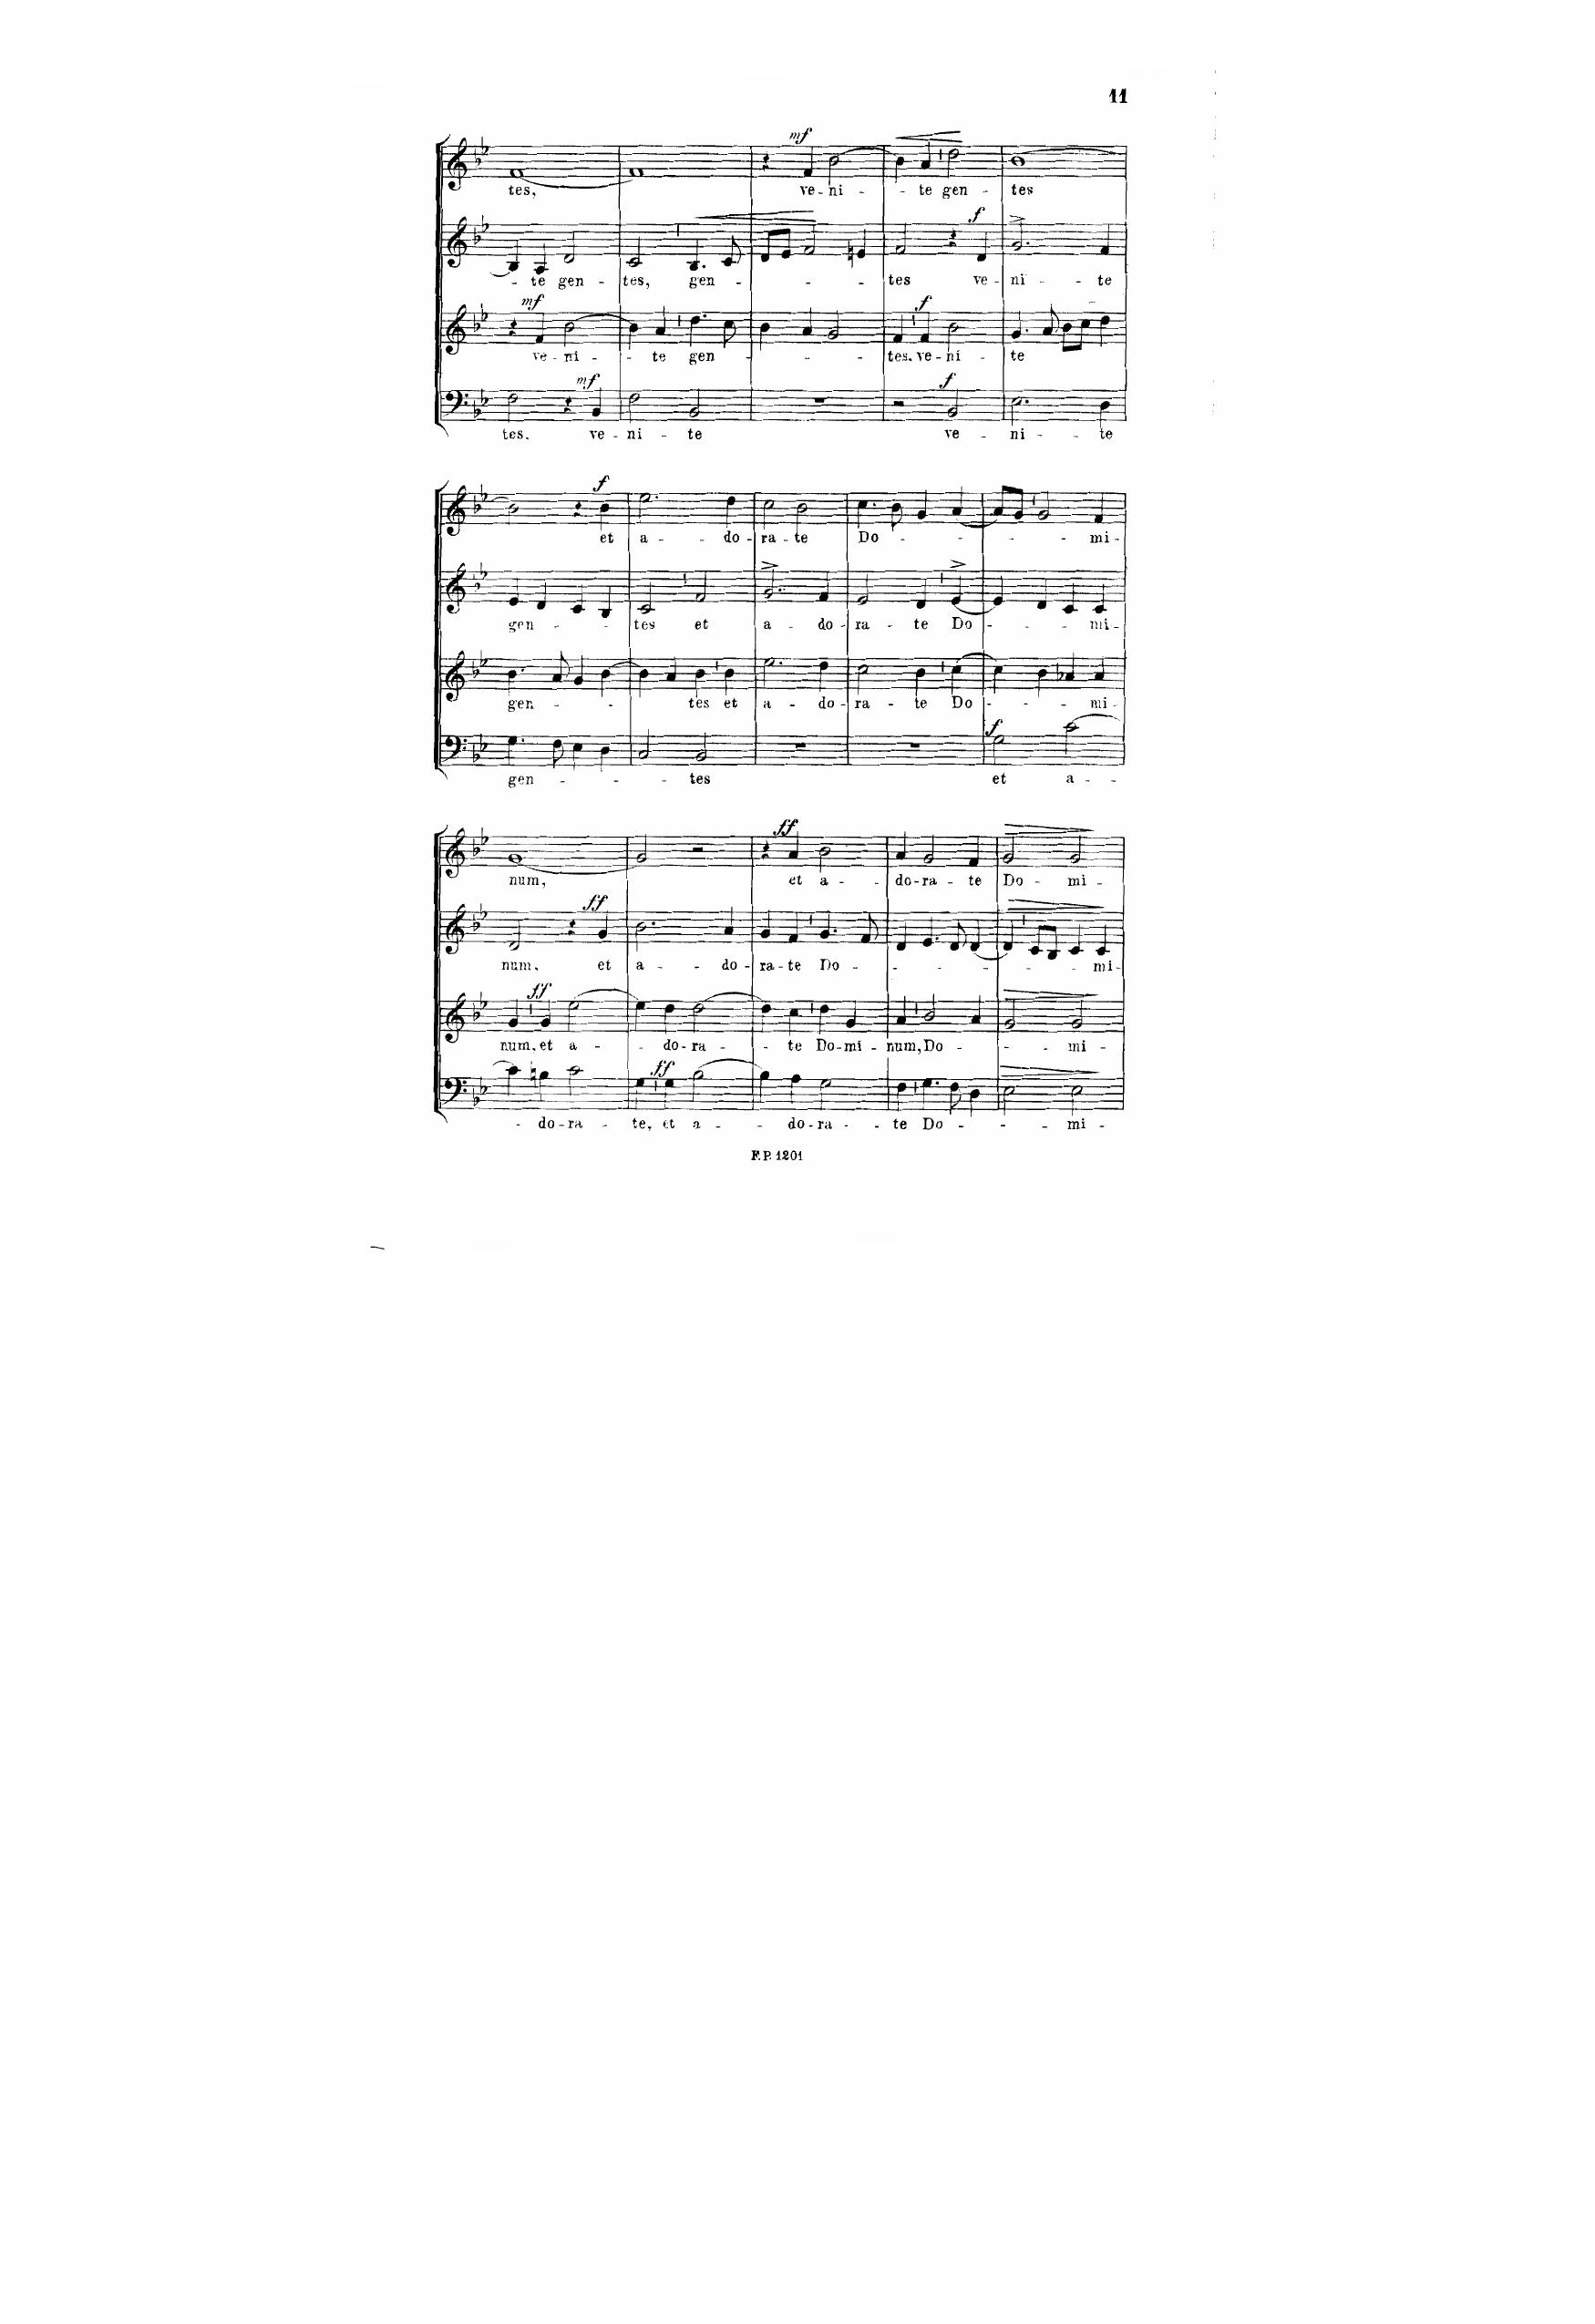 11
mf
tes, ve - ni - - te gen - tes
f
- te gen - tes, gen - - - tes ve - ni - - te
mf f
ve - ni - - te gen - - - tes. ve - ni - te
mf f
tes. ve - ni - te ve - ni - - te
f
et a - - do - ra - te Do - - - - - mi -
gen - - tes et a - do - ra - te Do - - - mi -
gen - - - tes et a - do - ra - te Do - - - mi -
f
gen - - - tes et a - -
ff
num, et a - - do - ra - te Do - mi -
ff
num. et a - - do - ra - te Do - - - - - - mi -
ff
num, et a - - do - ra - - te Do - mi - num, Do - - - mi -
ff
- do - ra - te, et a - - do - ra - - te Do - - - mi -
F. P. 1201